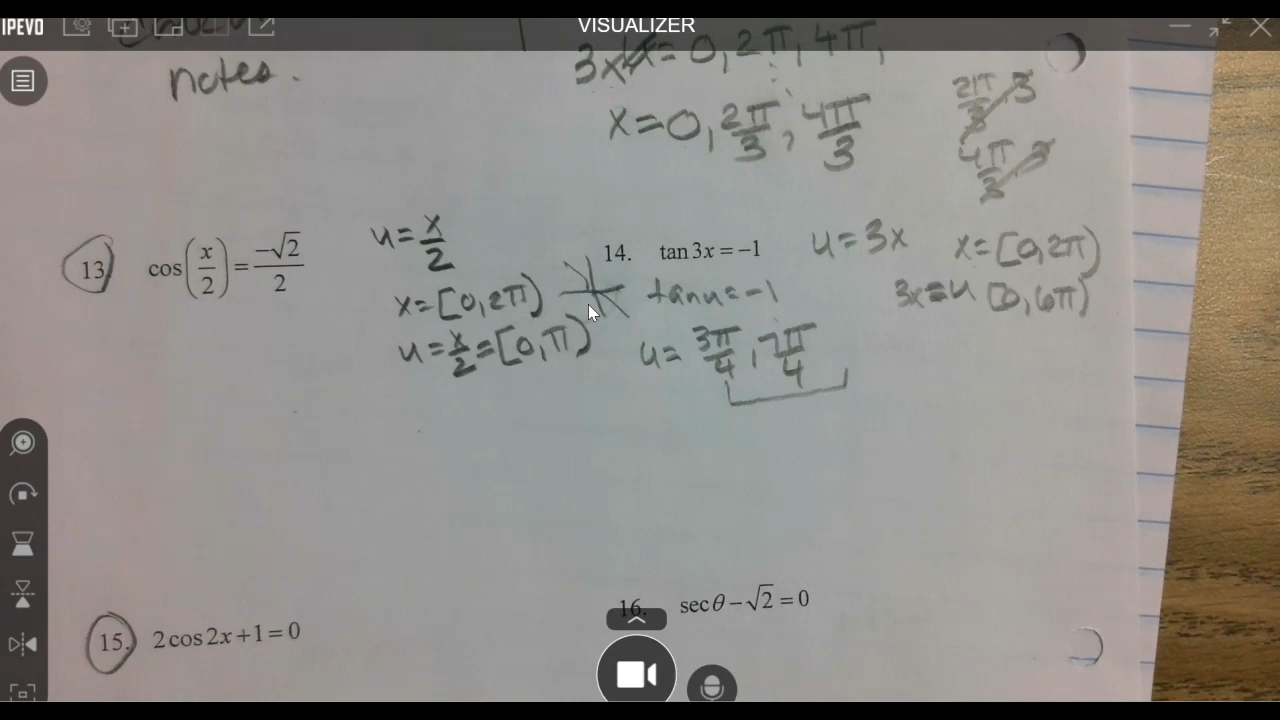 IPEVO
VISUALIZER
notes.
3x = 0, 2π, 4π,
x = 0, 2π/3, 4π/3
2π/3 · 3
4π/3 · 3
13. cos(x/2) = -√2/2
u = x/2
x = [0, 2π)
u = x/2 = [0, π)
14. tan 3x = -1
u = 3x
x = [0, 2π)
tan u = -1
3x = u [0, 6π)
u = 3π/4, 7π/4
15. 2 cos 2x + 1 = 0
16. sec θ - √2 = 0